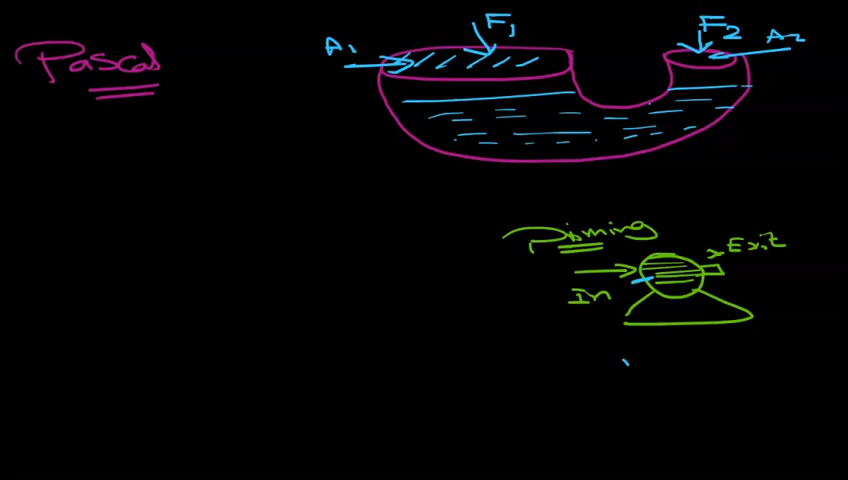 Pascal
F1
A1
F2
A2
Priming
Exit
In